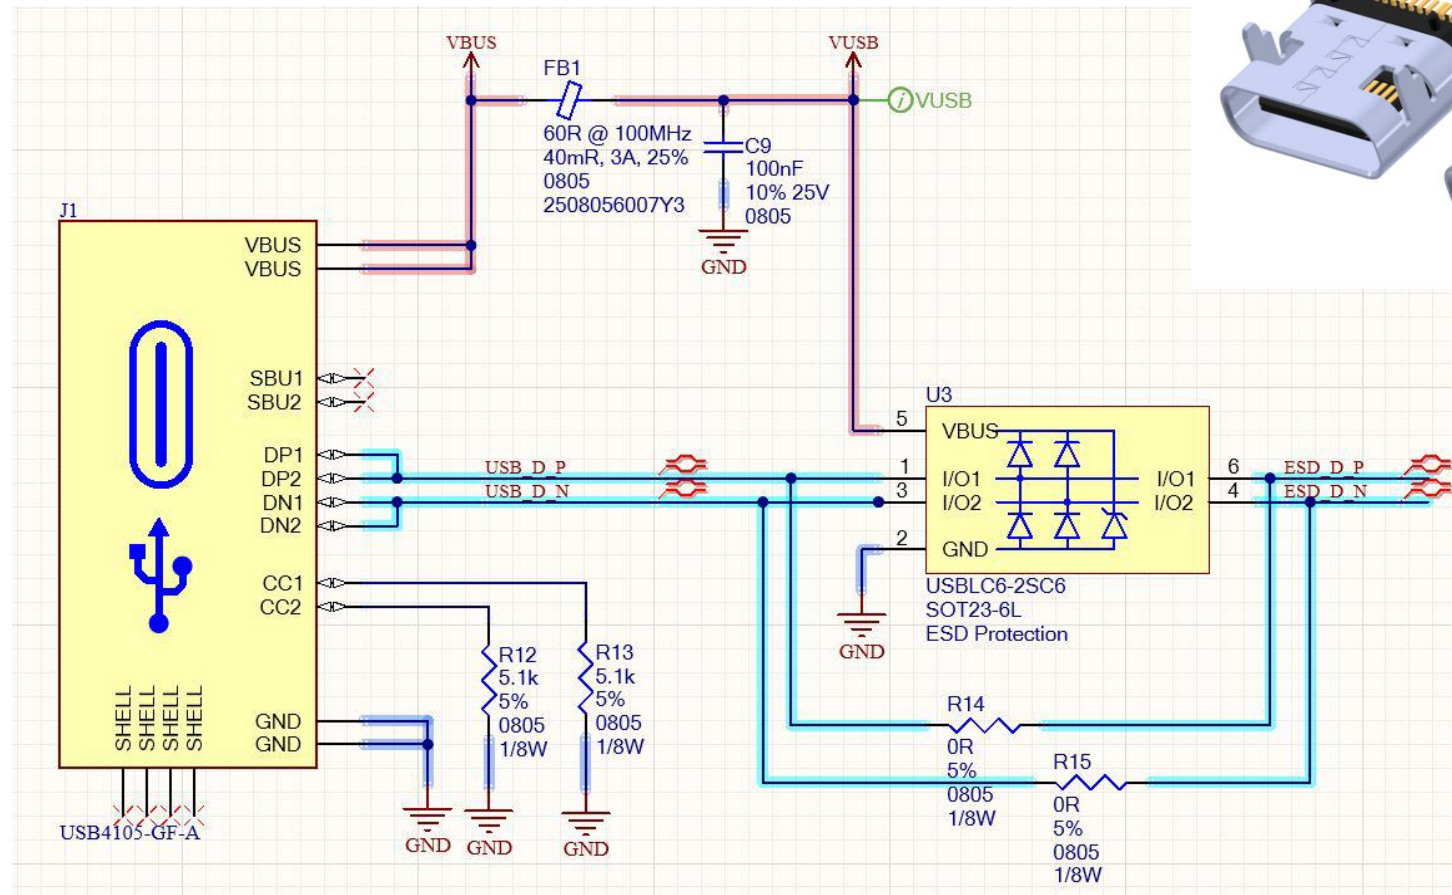 VBUS
VUSB
FB1
VUSB
60R @ 100MHz
40mR, 3A, 25%
0805
2508056007Y3
C9
100nF
10% 25V
0805
GND
J1
VBUS
VBUS
SBU1
SBU2
DP1
DP2
DN1
DN2
CC1
CC2
GND
GND
SHELL
SHELL
SHELL
SHELL
USB4105-GF-A
USB_D_P
USB_D_N
U3
5
VBUS
1
I/O1
3
I/O2
2
GND
I/O1
6
I/O2
4
ESD_D_P
ESD_D_N
USBLC6-2SC6
SOT23-6L
ESD Protection
GND
R12
5.1k
5%
0805
1/8W
R13
5.1k
5%
0805
1/8W
GND
GND
GND
R14
0R
5%
0805
1/8W
R15
0R
5%
0805
1/8W